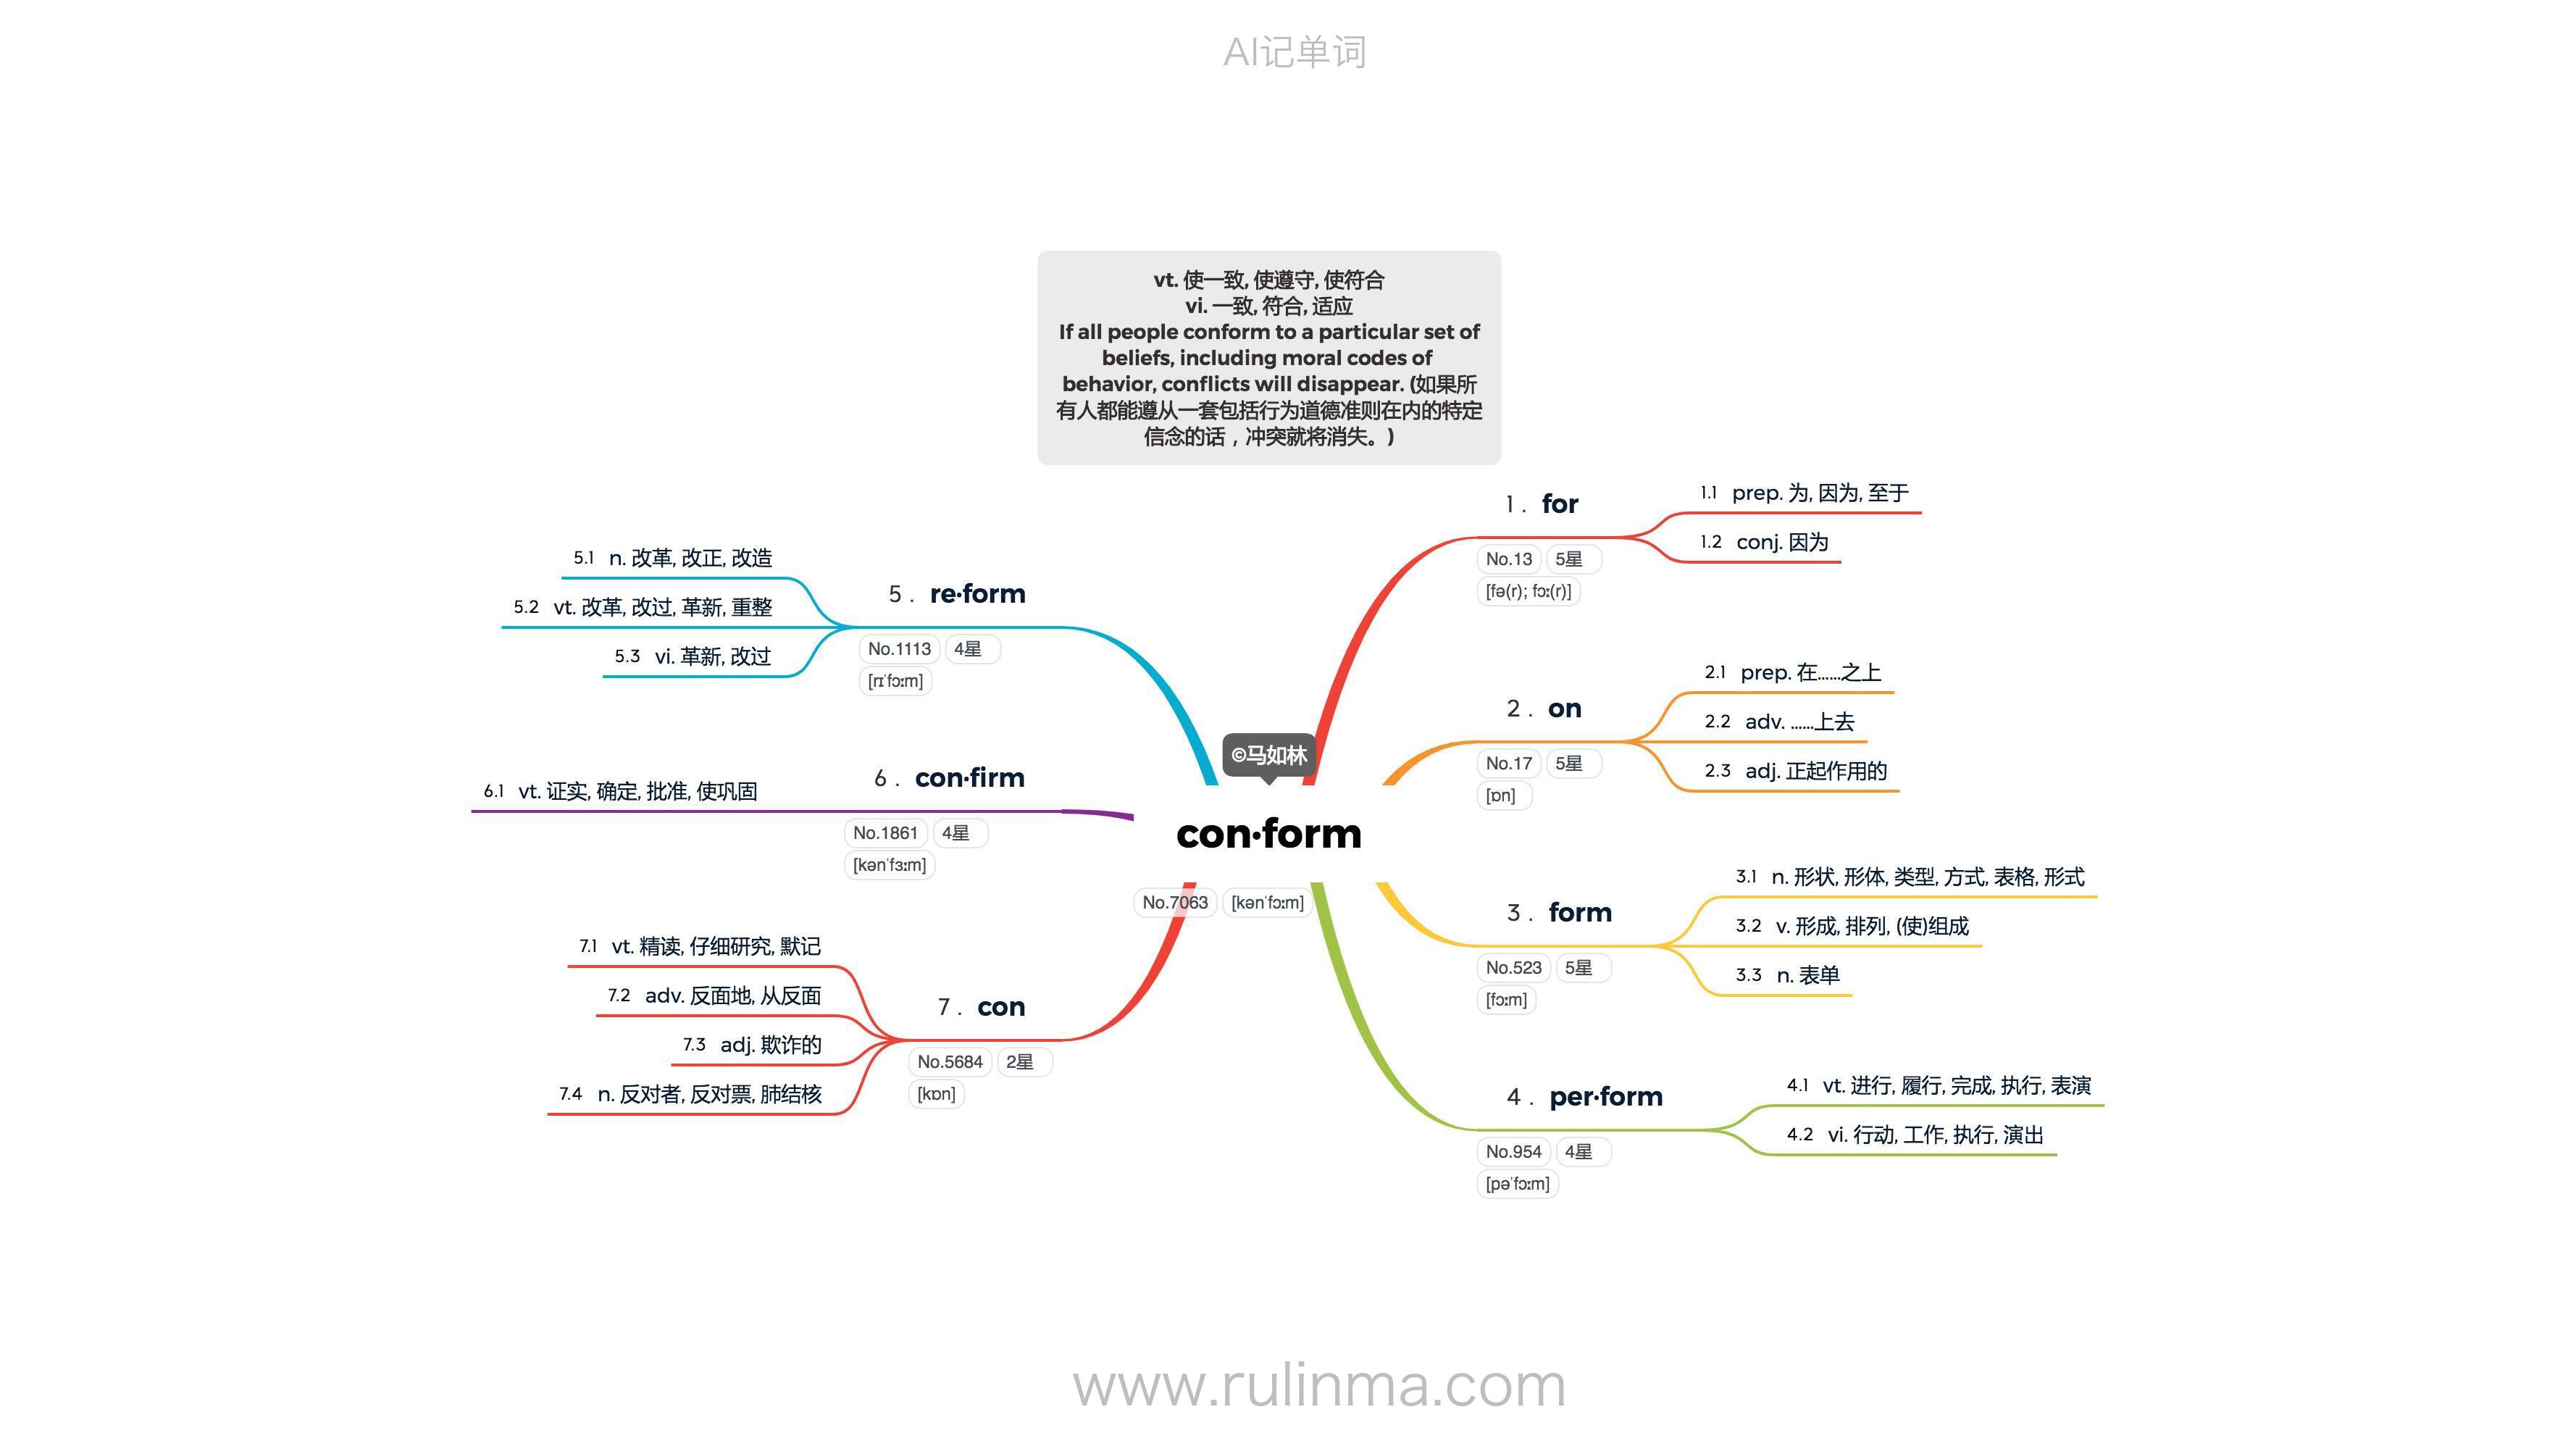 AI记单词
vt. 使一致, 使遵守, 使符合
vi. 一致, 符合, 适应
If all people conform to a particular set of
beliefs, including moral codes of
behavior, conflicts will disappear. (如果所
有人都能遵从一套包括行为道德准则在内的特定
信念的话，冲突就将消失。)
©马如林
con·form
No.7063 [kənˈfɔːm]
1. for
No.13 5星
[fə(r); fɔː(r)]
1.1 prep. 为, 因为, 至于
1.2 conj. 因为
2. on
No.17 5星
[ɒn]
2.1 prep. 在……之上
2.2 adv. ……上去
2.3 adj. 正起作用的
3. form
No.523 5星
[fɔːm]
3.1 n. 形状, 形体, 类型, 方式, 表格, 形式
3.2 v. 形成, 排列, (使)组成
3.3 n. 表单
4. per·form
No.954 4星
[pəˈfɔːm]
4.1 vt. 进行, 履行, 完成, 执行, 表演
4.2 vi. 行动, 工作, 执行, 演出
5. re·form
No.1113 4星
[rɪˈfɔːm]
5.1 n. 改革, 改正, 改造
5.2 vt. 改革, 改过, 革新, 重整
5.3 vi. 革新, 改过
6. con·firm
No.1861 4星
[kənˈfɜːm]
6.1 vt. 证实, 确定, 批准, 使巩固
7. con
No.5684 2星
[kɒn]
7.1 vt. 精读, 仔细研究, 默记
7.2 adv. 反面地, 从反面
7.3 adj. 欺诈的
7.4 n. 反对者, 反对票, 肺结核
www.rulinma.com